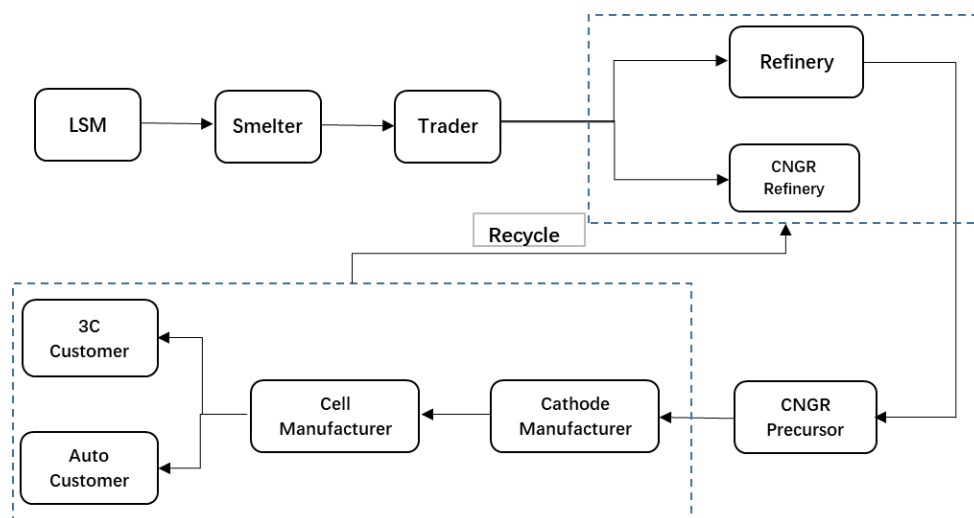 LSM
Smelter
Trader
Refinery
CNGR
Refinery
Recycle
3C
Customer
Auto
Customer
Cell
Manufacturer
Cathode
Manufacturer
CNGR
Precursor